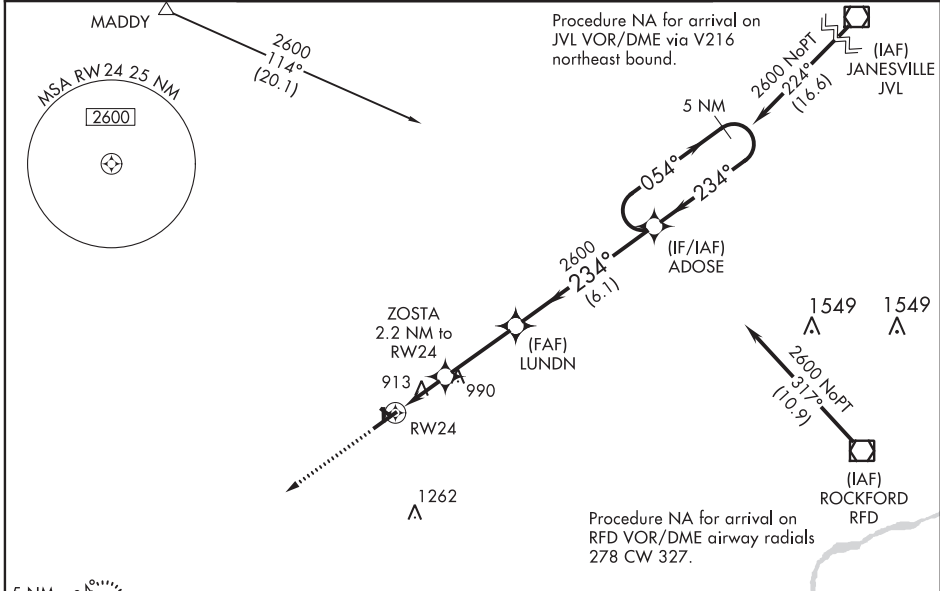 MADDY
2600
114°
(20.1)
MSA RW 24 25 NM
2600
Procedure NA for arrival on
JVL VOR/DME via V216
northeast bound.
2600 NoPT
224°
(16.6)
(IAF)
JANESVILLE
JVL
5 NM
054°
234°
(IF/IAF)
ADOSE
2600
234°
(6.1)
ZOSTA
2.2 NM to
RW24
(FAF)
LUNDN
1549
1549
913
990
RW24
2600 NoPT
317°
(10.9)
(IAF)
ROCKFORD
RFD
1262
Procedure NA for arrival on
RFD VOR/DME airway radials
278 CW 327.
5 NM